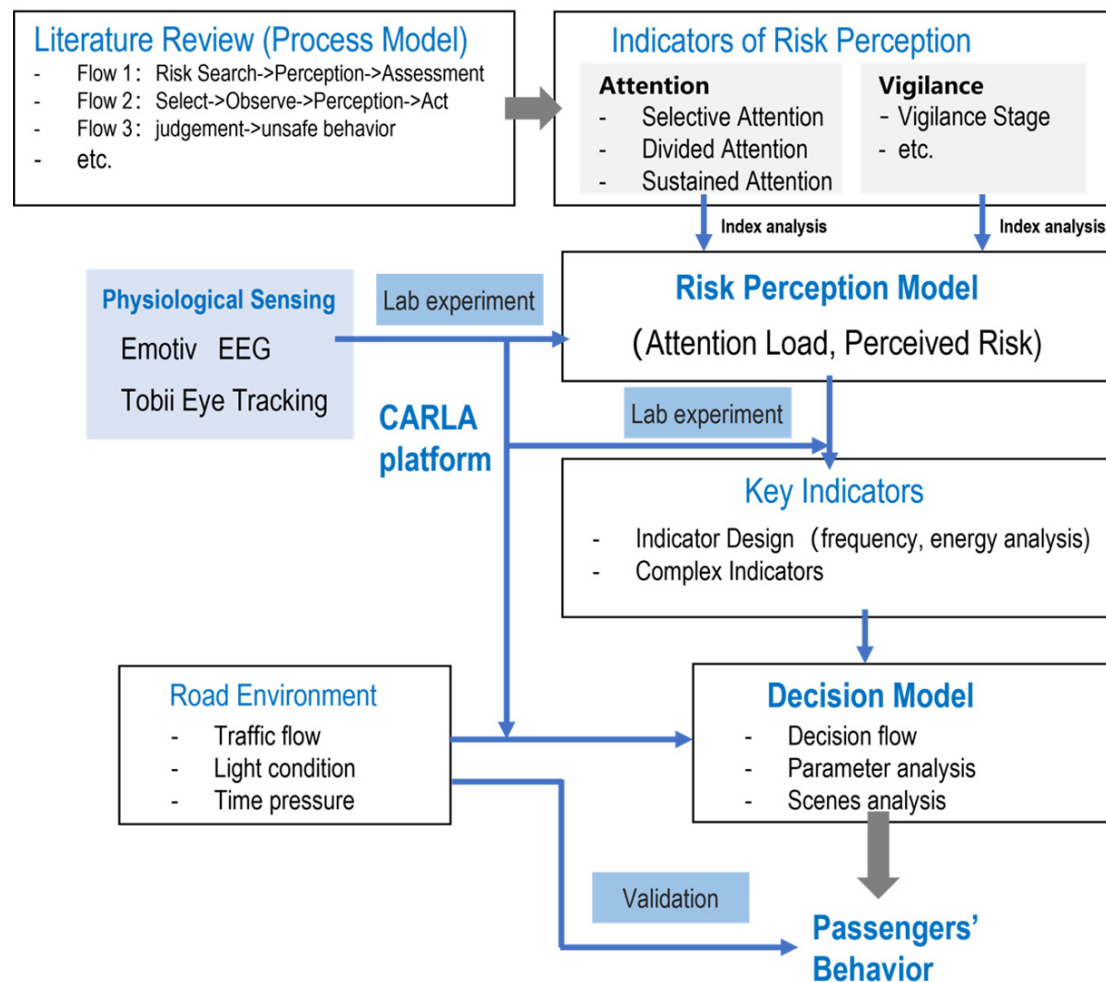 Literature Review (Process Model)
- Flow 1: Risk Search->Perception->Assessment
- Flow 2: Select->Observe->Perception->Act
- Flow 3: judgement->unsafe behavior
- etc.
Indicators of Risk Perception
Attention
- Selective Attention
- Divided Attention
- Sustained Attention
Vigilance
- Vigilance Stage
- etc.
Index analysis
Index analysis
Physiological Sensing
Emotiv EEG
Tobii Eye Tracking
Lab experiment
Risk Perception Model
(Attention Load, Perceived Risk)
CARLA
platform
Lab experiment
Key Indicators
- Indicator Design (frequency, energy analysis)
- Complex Indicators
Road Environment
- Traffic flow
- Light condition
- Time pressure
Decision Model
- Decision flow
- Parameter analysis
- Scenes analysis
Validation
Passengers'
Behavior